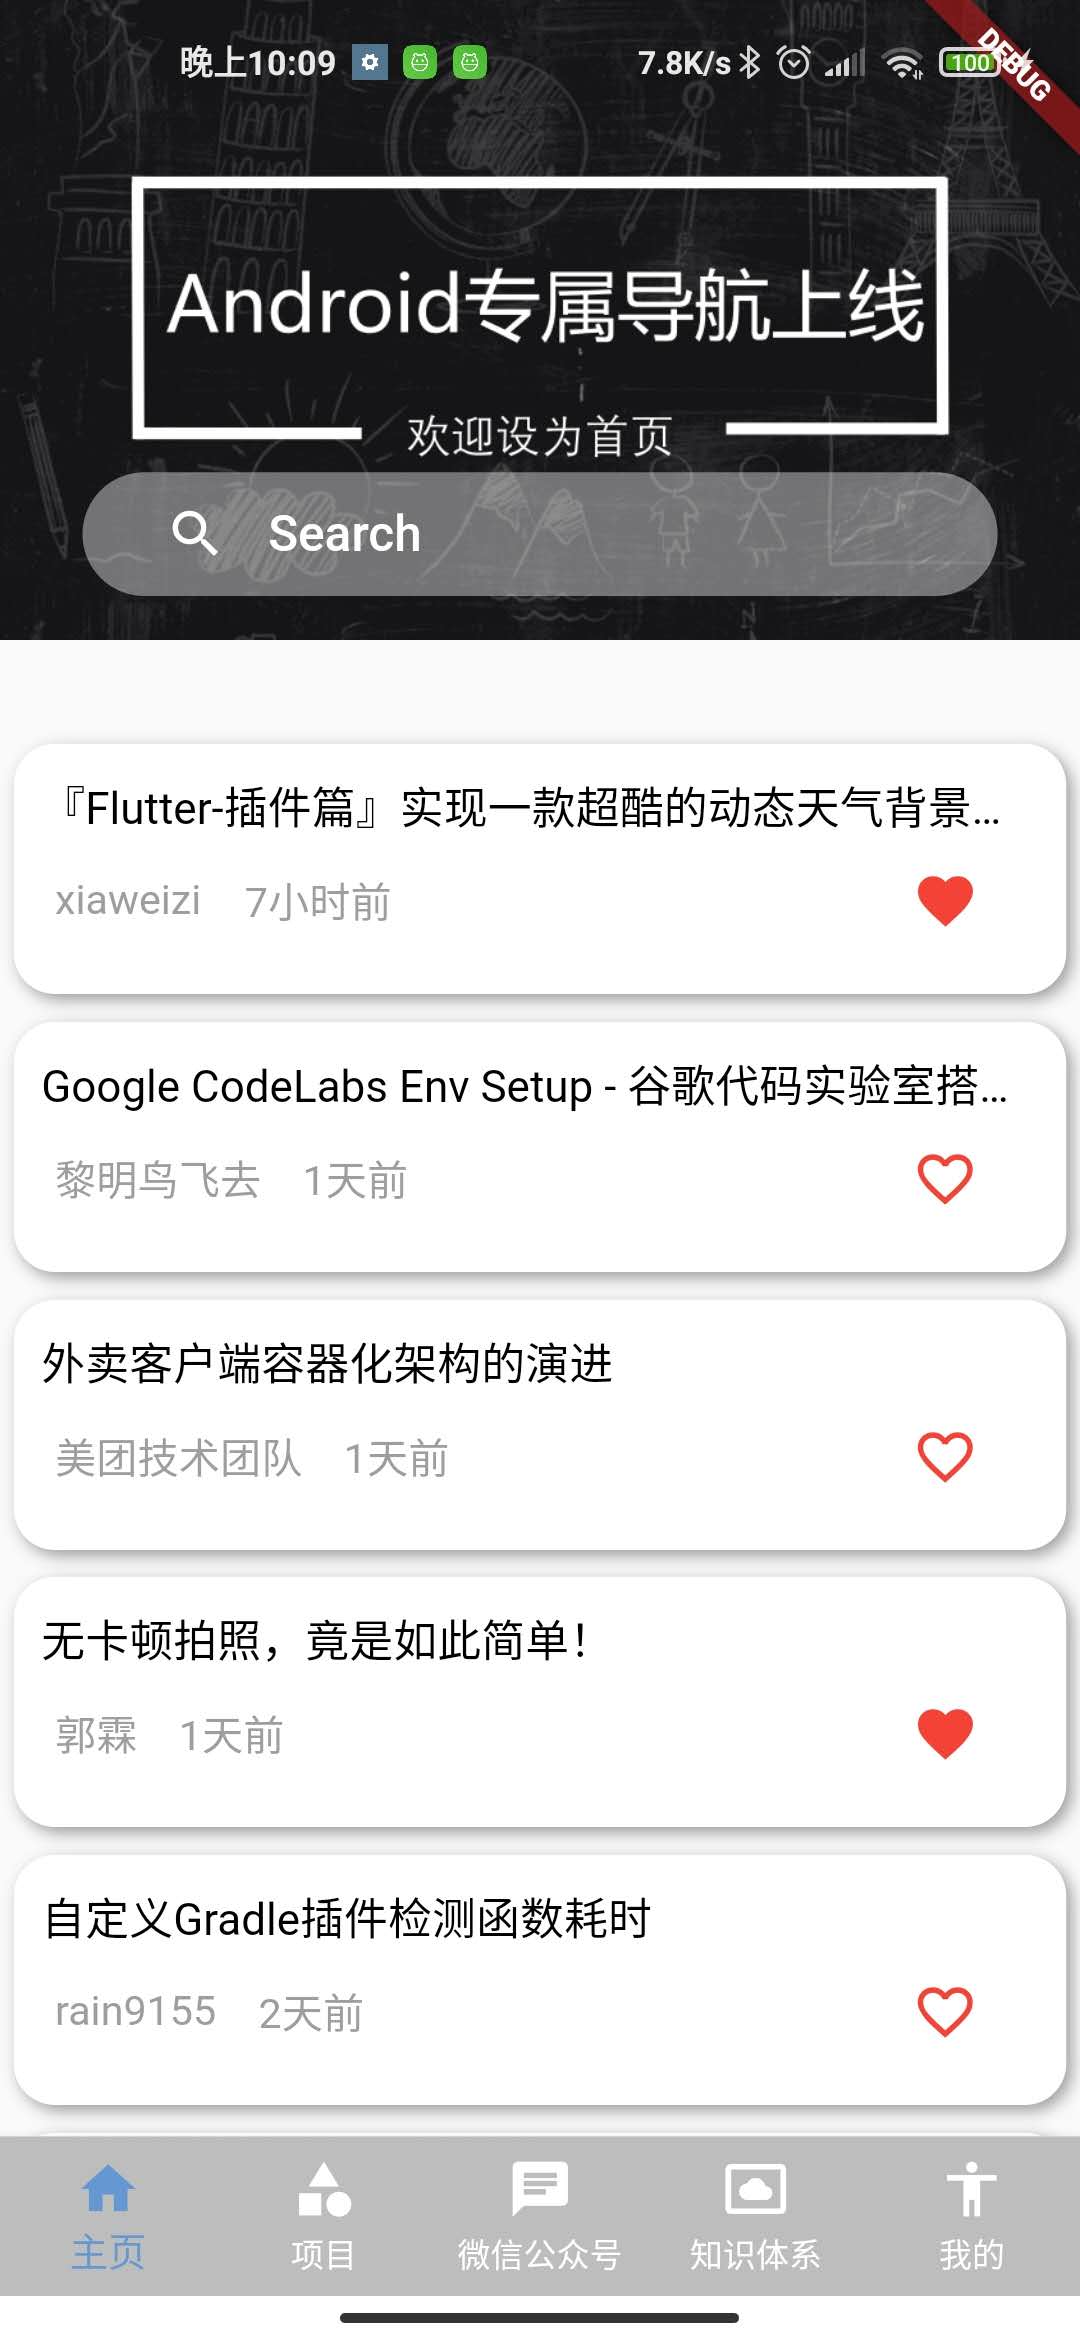 晚上10:09
7.8K/s
100
DEBUG
Android专属导航上线
欢迎设为首页
Search
『Flutter-插件篇』实现一款超酷的动态天气背景...
xiaweizi 7小时前
Google CodeLabs Env Setup - 谷歌代码实验室搭...
黎明鸟飞去 1天前
外卖客户端容器化架构的演进
美团技术团队 1天前
无卡顿拍照，竟是如此简单！
郭霖 1天前
自定义Gradle插件检测函数耗时
rain9155 2天前
主页
项目
微信公众号
知识体系
我的